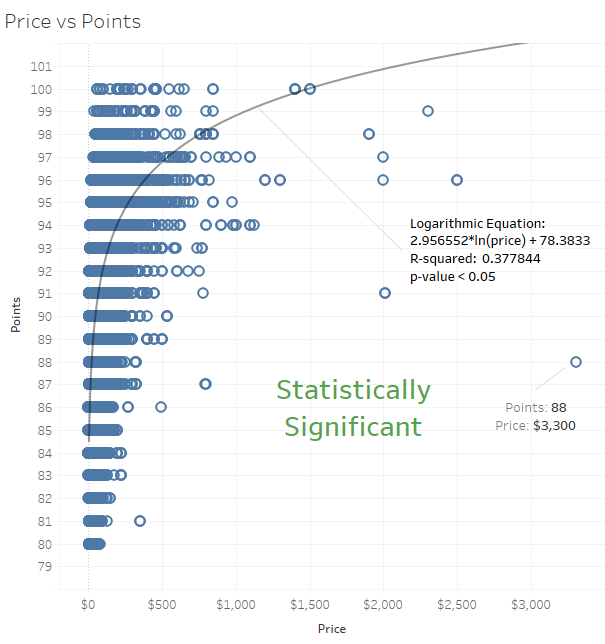 Price vs Points
101
100
99
98
97
96
95
94
93
92
91
90
89
88
87
86
85
84
83
82
81
80
79
Points
Logarithmic Equation:
2.956552*ln(price) + 78.3833
R-squared: 0.377844
p-value < 0.05
Statistically
Significant
Points: 88
Price: $3,300
$0 $500 $1,000 $1,500 $2,000 $2,500 $3,000
Price